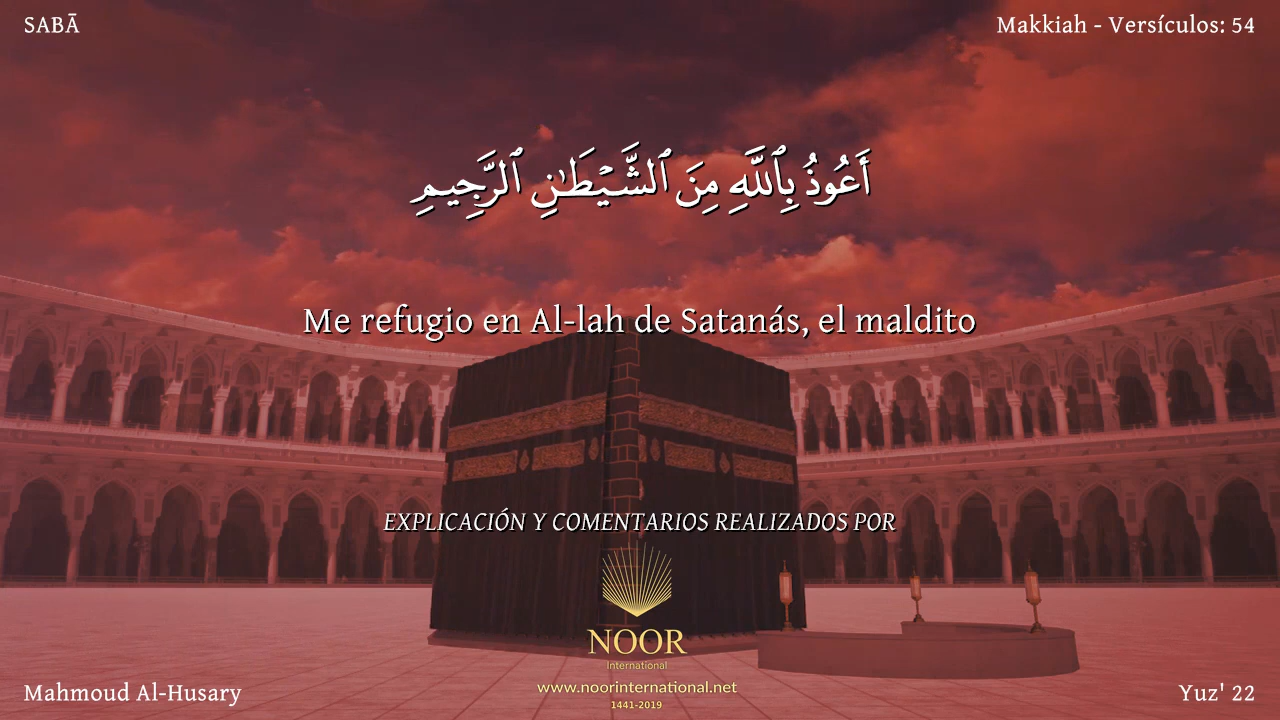 SABĀ
Makkiah - Versículos: 54
أَعُوذُ بِٱللَّهِ مِنَ ٱلشَّيْطَـٰنِ ٱلرَّجِيمِ
Me refugio en Al-lah de Satanás, el maldito
EXPLICACIÓN Y COMENTARIOS REALIZADOS POR
NOOR
International
www.noorinternational.net
1441-2019
Mahmoud Al-Husary
Yuz' 22